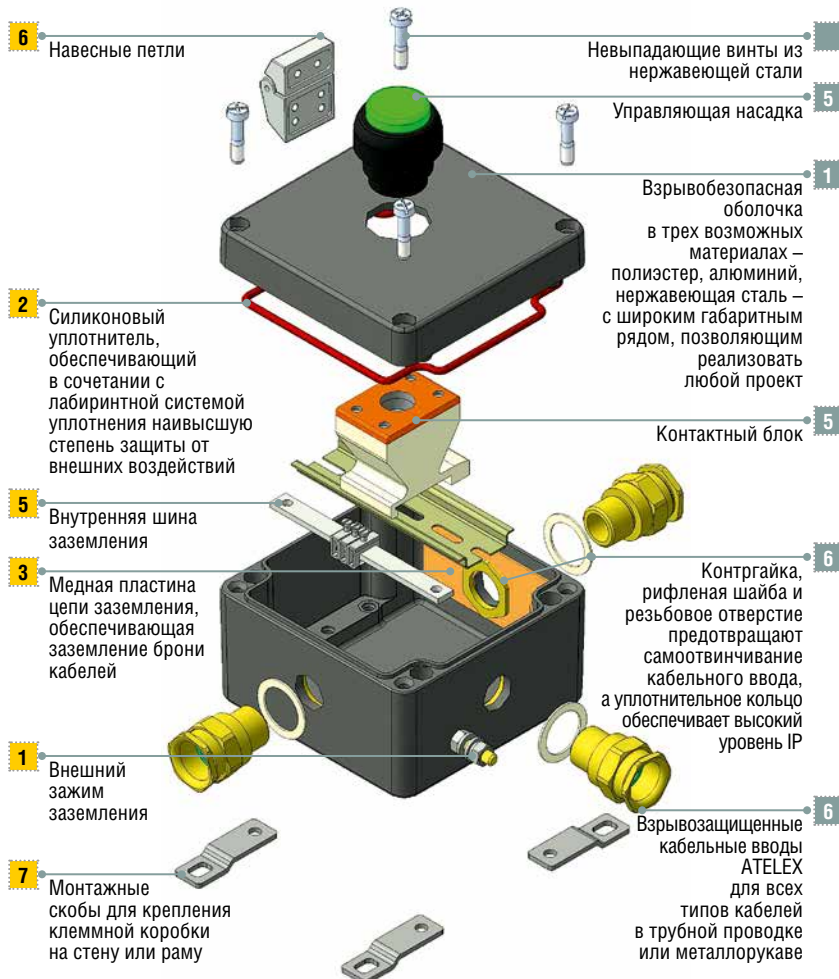 6
Навесные петли
2
Силиконовый
уплотнитель,
обеспечивающий
в сочетании с
лабиринтной системой
уплотнения наивысшую
степень защиты от
внешних воздействий
5
Внутренняя шина
заземления
3
Медная пластина
цепи заземления,
обеспечивающая
заземление брони
кабелей
1
Внешний
зажим
заземления
7
Монтажные
скобы для крепления
клеммной коробки
на стену или раму
Невыпадающие винты из
нержавеющей стали
5
Управляющая насадка
1
Взрывобезопасная
оболочка
в трех возможных
материалах –
полиэстер, алюминий,
нержавеющая сталь –
с широким габаритным
рядом, позволяющим
реализовать
любой проект
5
Контактный блок
6
Контргайка,
рифленая шайба и
резьбовое отверстие
предотвращают
самоотвинчивание
кабельного ввода,
а уплотнительное кольцо
обеспечивает высокий
уровень IP
6
Взрывозащищенные
кабельные вводы
ATELEX
для всех
типов кабелей
в трубной проводке
или металлорукаве